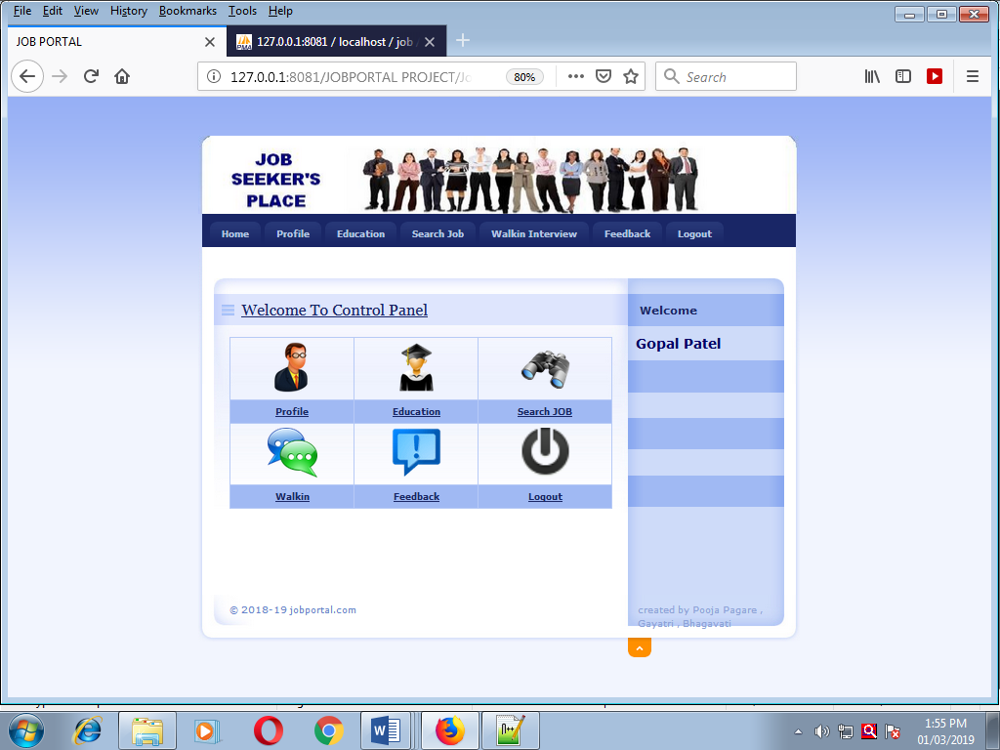 File Edit View History Bookmarks Tools Help
JOB PORTAL
127.0.0.1:8081 / localhost / job
127.0.0.1:8081/JOBPORTAL PROJECT/Jo
80%
Search
JOB
SEEKER'S
PLACE
Home Profile Education Search Job Walkin Interview Feedback Logout
Welcome To Control Panel
Welcome
Gopal Patel
Profile Education Search JOB
Walkin Feedback Logout
© 2018-19 jobportal.com
created by Pooja Pagare ,
Gayatri , Bhagavati
1:55 PM
01/03/2019